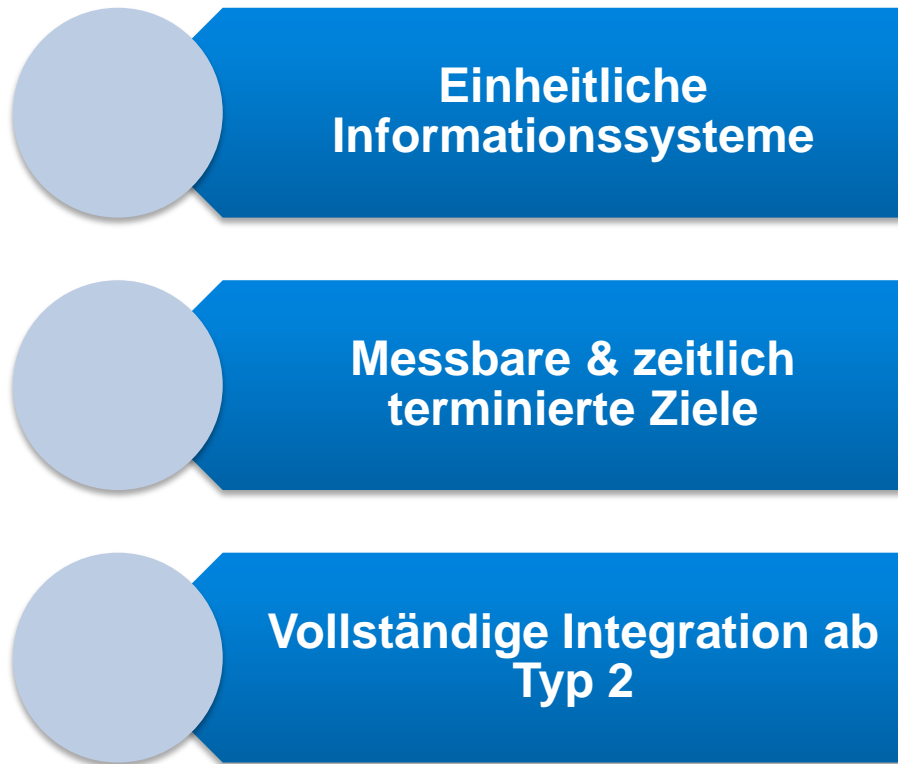 Einheitliche
Informationssysteme
Messbare & zeitlich
terminierte Ziele
Vollständige Integration ab
Typ 2